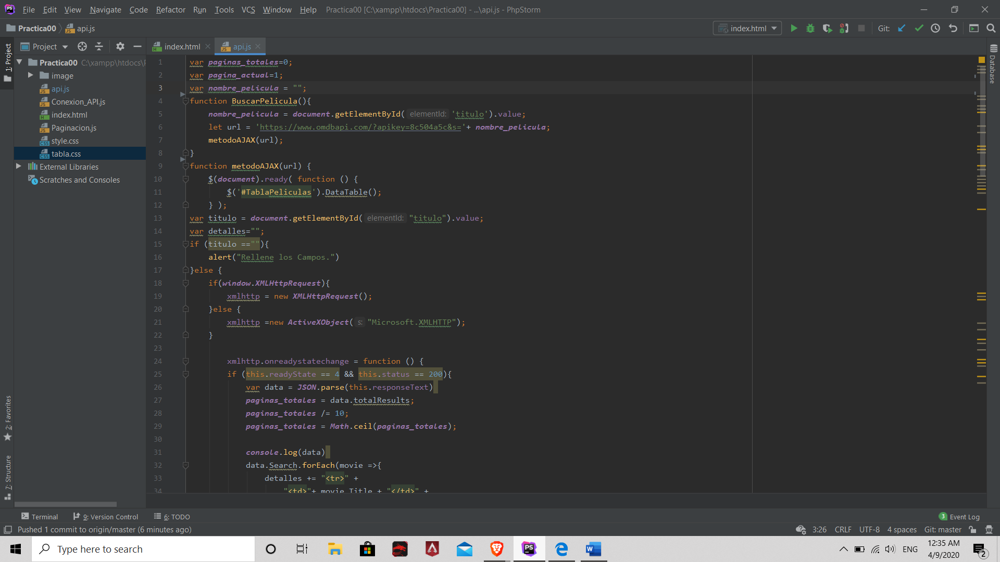 File Edit View Navigate Code Refactor Run Tools VCS Window Help Practica00 [C:\xampp\htdocs\Practica00] - ...\api.js - PhpStorm
Practica00 api.js index.html Git:
1: Project
Project
index.html
api.js
Database
Practica00 C:\xampp\htdocs\P
image
api.js
Conexion_API.js
index.html
Paginacion.js
style.css
tabla.css
External Libraries
Scratches and Consoles
1 var paginas_totales=0;
2 var pagina_actual=1;
3 var nombre_pelicula = "";
4 function BuscarPelicula(){
5 nombre_pelicula = document.getElementById( elementId: 'titulo').value;
6 let url = 'https://www.omdbapi.com/?apikey=8c504a5c&s='+ nombre_pelicula;
7 metodoAJAX(url);
8 }
9 function metodoAJAX(url) {
10 $(document).ready( function () {
11 $('#TablaPeliculas').DataTable();
12 } );
13 var titulo = document.getElementById( elementId: "titulo").value;
14 var detalles="";
15 if (titulo ==""){
16 alert("Rellene los Campos.")
17 }else {
18 if(window.XMLHttpRequest){
19 xmlhttp = new XMLHttpRequest();
20 }else {
21 xmlhttp =new ActiveXObject( s: "Microsoft.XMLHTTP");
22 }
23
24 xmlhttp.onreadystatechange = function () {
25 if (this.readyState == 4 && this.status == 200){
26 var data = JSON.parse(this.responseText)
27 paginas_totales = data.totalResults;
28 paginas_totales /= 10;
29 paginas_totales = Math.ceil(paginas_totales);
30
31 console.log(data)
32 data.Search.forEach(movie =>{
33 detalles += "<tr>" +
34 "<td>"+ movie.Title + "</td>" +
2: Favorites
7: Structure
Terminal 9: Version Control 6: TODO 3 Event Log
Pushed 1 commit to origin/master (6 minutes ago) 3:26 CRLF UTF-8 4 spaces Git: master
Type here to search ENG 12:35 AM
4/9/2020 2